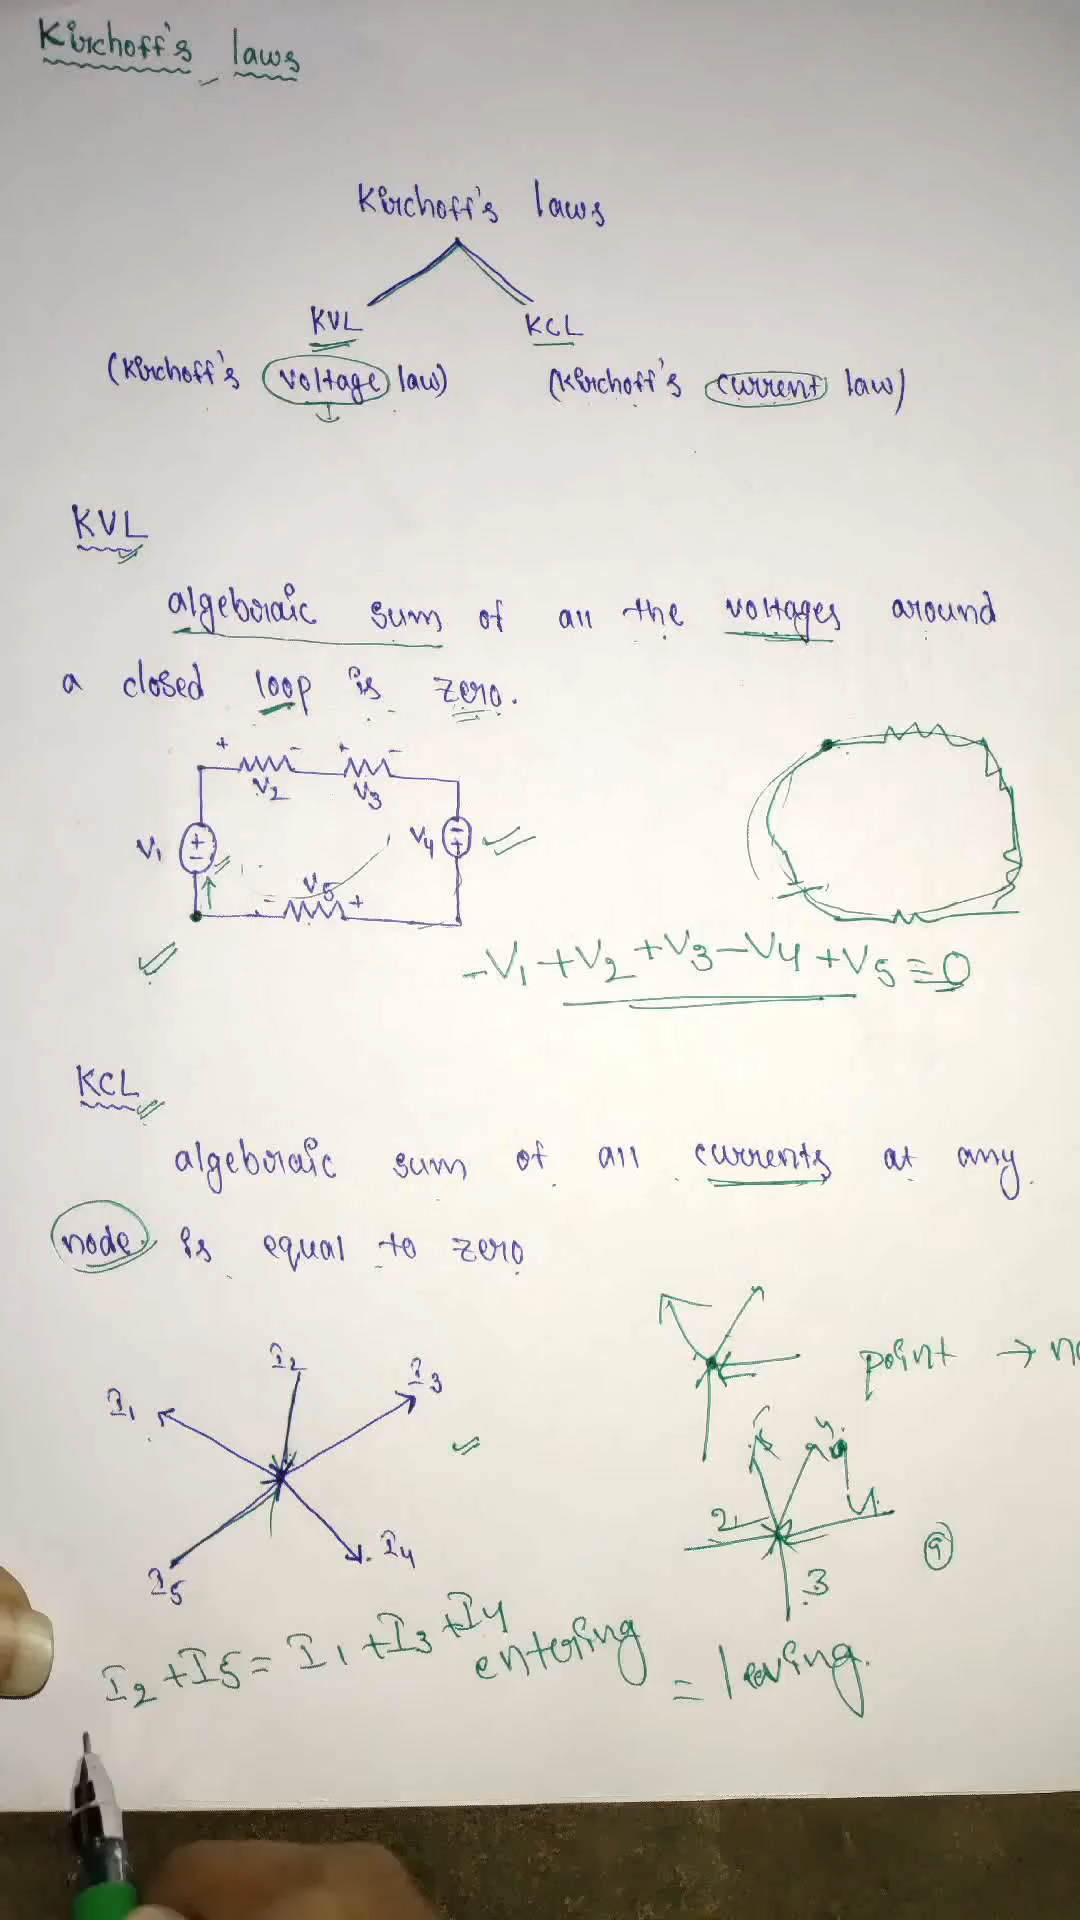 Kirchoff's laws
Kirchoff's laws
KVL
KCL
(Kirchoff's voltage law)
(Kirchoff's current law)
KVL
algebraic sum of all the voltages around
a closed loop is zero.
+ - + -
V2 V3
V1 + -
V4 - +
V5
- +
-V1+V2+V3-V4+V5=0
KCL
algebraic sum of all currents at any
node is equal to zero
I2
I3
I1
point →
I4
I5
2
4
3
9
I2+I5=I1+I3+I4
entering = leving.